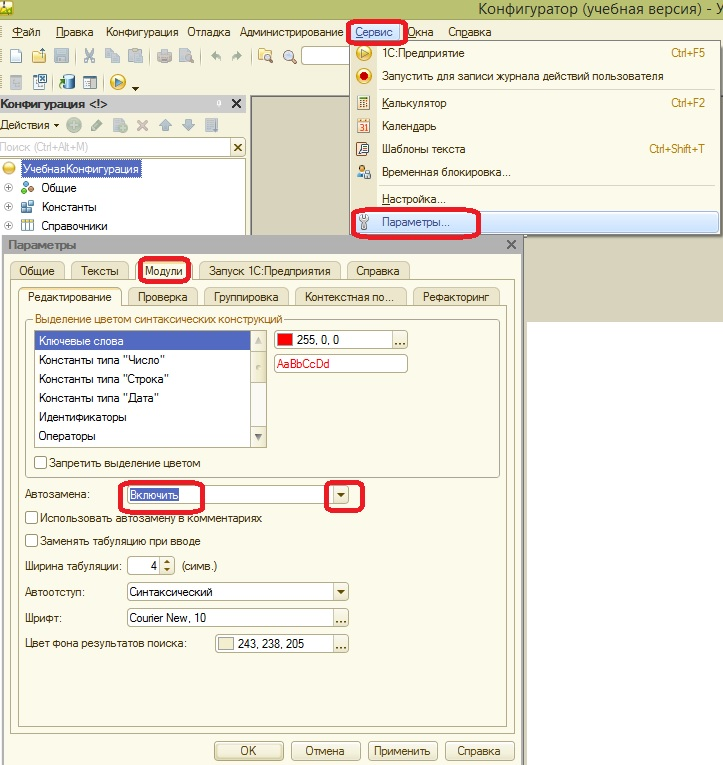 Конфигуратор (учебная версия) - У
Файл Правка Конфигурация Отладка Администрирование Сервис Окна Справка
1С:Предприятие Ctrl+F5
Запустить для записи журнала действий пользователя
Калькулятор Ctrl+F2
Календарь
Шаблоны текста Ctrl+Shift+T
Временная блокировка...
Настройка...
Параметры...
Конфигурация <!>
Действия
Поиск (Ctrl+Alt+M)
УчебнаяКонфигурация
Общие
Константы
Справочники
Параметры
Общие Тексты Модули Запуск 1С:Предприятия Справка
Редактирование Проверка Группировка Контекстная по... Рефакторинг
Выделение цветом синтаксических конструкций
Ключевые слова 255, 0, 0 ...
Константы типа "Число" AaBbCcDd
Константы типа "Строка"
Константы типа "Дата"
Идентификаторы
Операторы
Запретить выделение цветом
Автозамена: Включить
Использовать автозамену в комментариях
Заменять табуляцию при вводе
Ширина табуляции: 4 (симв.)
Автоотступ: Синтаксический
Шрифт: Courier New, 10 ...
Цвет фона результатов поиска: 243, 238, 205 ...
OK Отмена Применить Справка